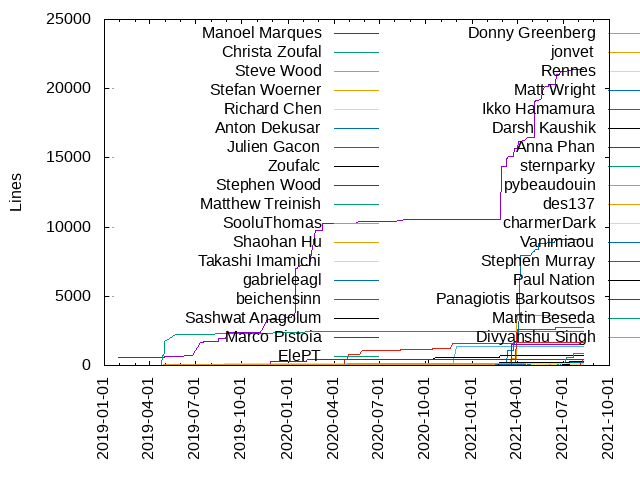 25000
20000
15000
10000
5000
0
Lines
Manoel Marques
Christa Zoufal
Steve Wood
Stefan Woerner
Richard Chen
Anton Dekusar
Julien Gacon
Zoufalc
Stephen Wood
Matthew Treinish
SooluThomas
Shaohan Hu
Takashi Imamichi
gabrieleagl
beichensinn
Sashwat Anagolum
Marco Pistoia
ElePT
Donny Greenberg
jonvet
Rennes
Matt Wright
Ikko Hamamura
Darsh Kaushik
Anna Phan
sternparky
pybeaudouin
des137
charmerDark
Vanimiou
Stephen Murray
Paul Nation
Panagiotis Barkoutsos
Martin Beseda
Divyanshu Singh
2019-01-01
2019-04-01
2019-07-01
2019-10-01
2020-01-01
2020-04-01
2020-07-01
2020-10-01
2021-01-01
2021-04-01
2021-07-01
2021-10-01